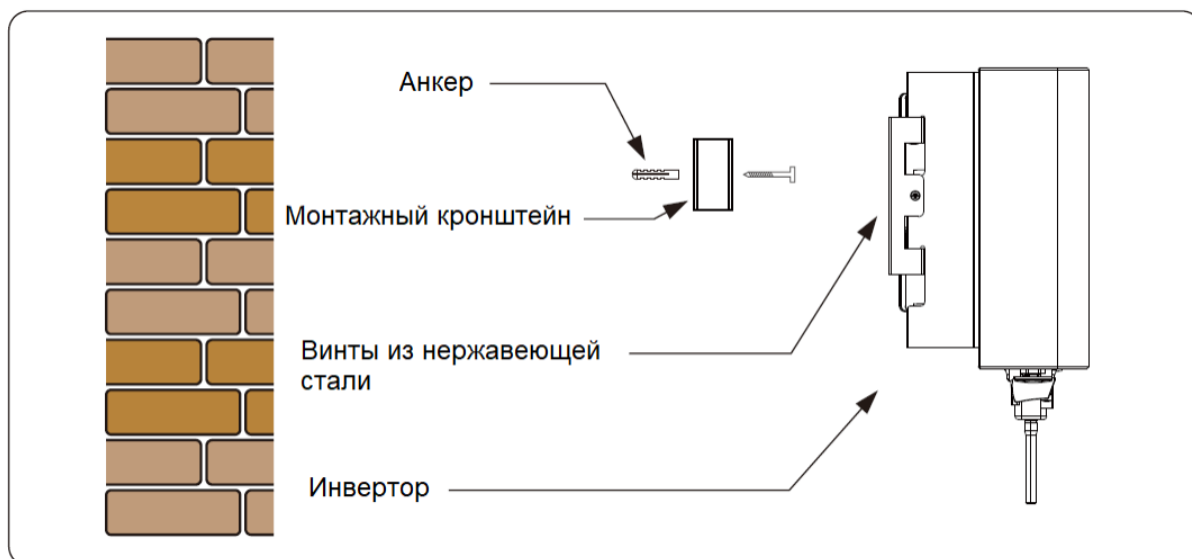 Анкер
Монтажный кронштейн
Винты из нержавеющей
стали
Инвертор